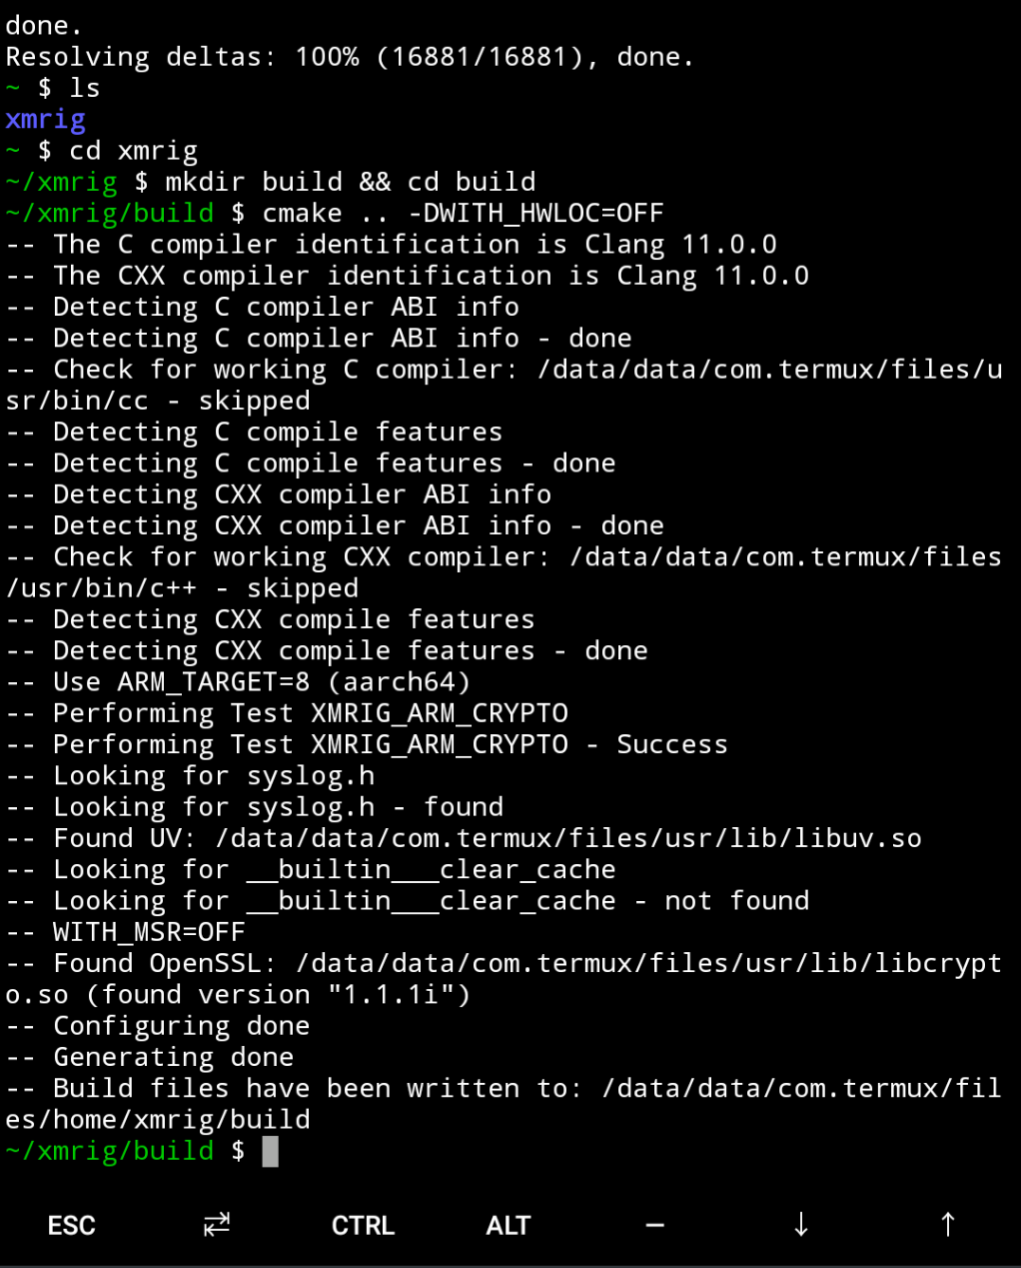 done.
Resolving deltas: 100% (16881/16881), done.
~ $ ls
xmrig
~ $ cd xmrig
~/xmrig $ mkdir build && cd build
~/xmrig/build $ cmake .. -DWITH_HWLOC=OFF
-- The C compiler identification is Clang 11.0.0
-- The CXX compiler identification is Clang 11.0.0
-- Detecting C compiler ABI info
-- Detecting C compiler ABI info - done
-- Check for working C compiler: /data/data/com.termux/files/u
sr/bin/cc - skipped
-- Detecting C compile features
-- Detecting C compile features - done
-- Detecting CXX compiler ABI info
-- Detecting CXX compiler ABI info - done
-- Check for working CXX compiler: /data/data/com.termux/files
/usr/bin/c++ - skipped
-- Detecting CXX compile features
-- Detecting CXX compile features - done
-- Use ARM_TARGET=8 (aarch64)
-- Performing Test XMRIG_ARM_CRYPTO
-- Performing Test XMRIG_ARM_CRYPTO - Success
-- Looking for syslog.h
-- Looking for syslog.h - found
-- Found UV: /data/data/com.termux/files/usr/lib/libuv.so
-- Looking for __builtin___clear_cache
-- Looking for __builtin___clear_cache - not found
-- WITH_MSR=OFF
-- Found OpenSSL: /data/data/com.termux/files/usr/lib/libcrypt
o.so (found version "1.1.1i")
-- Configuring done
-- Generating done
-- Build files have been written to: /data/data/com.termux/fil
es/home/xmrig/build
~/xmrig/build $
ESC ⇄ CTRL ALT — ↓ ↑